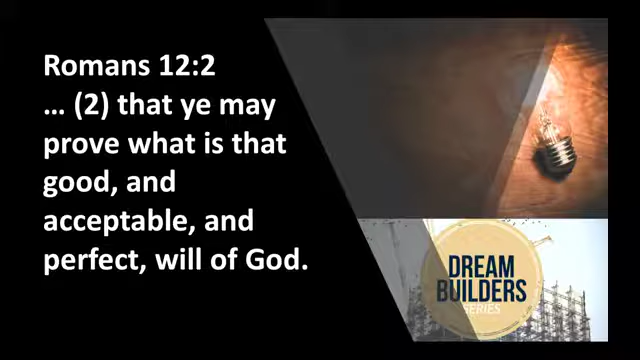 Romans 12:2
… (2) that ye may
prove what is that
good, and
acceptable, and
perfect, will of God.
DREAM
BUILDERS
SERIES